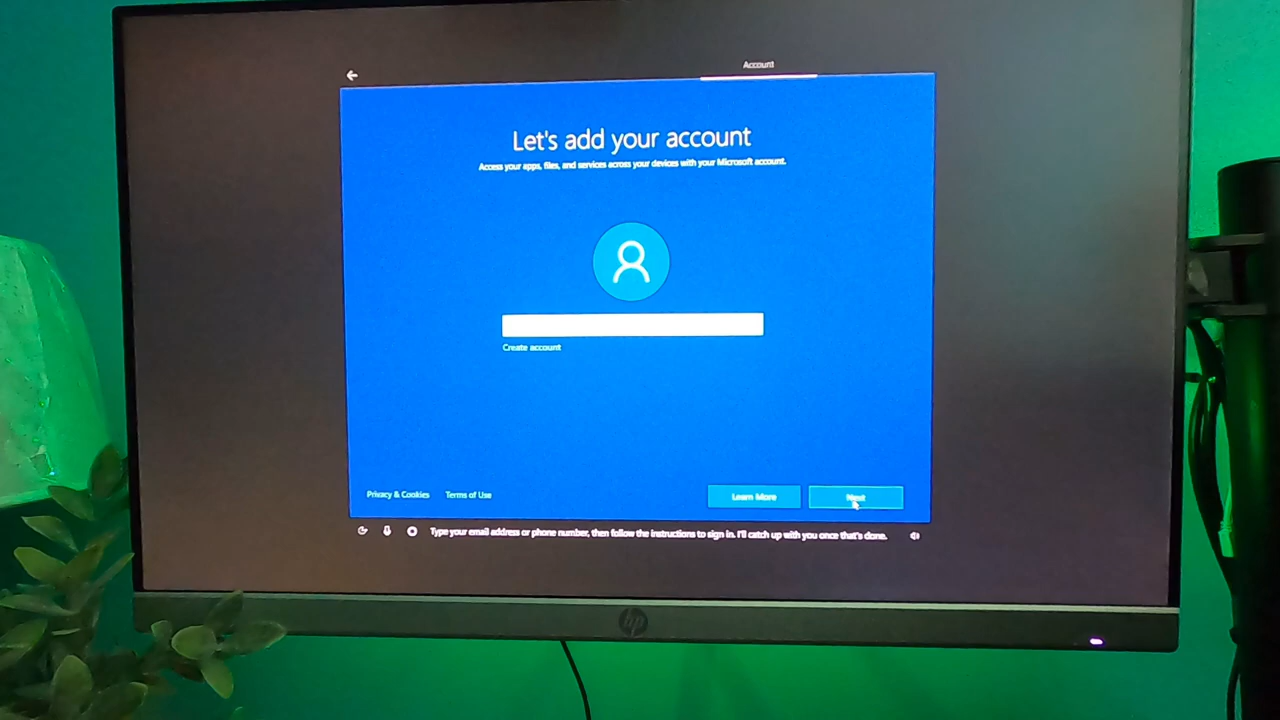 Account
Let's add your account
Access your apps, files, and services across your devices with your Microsoft account.
Create account
Privacy & Cookies
Terms of Use
Learn More
Next
Type your email address or phone number, then follow the instructions to sign in. I'll catch up with you once that's done.
hp